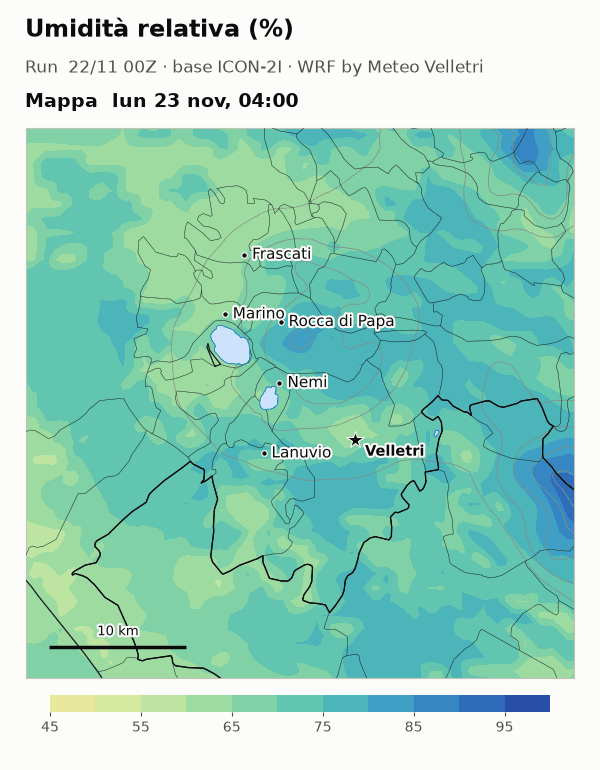 Umidità relativa (%)
Run  22/11 00Z · base ICON-2I · WRF by Meteo Velletri
Mappa  lun 23 nov, 04:00
Frascati
Marino
Rocca di Papa
Nemi
Velletri
Lanuvio
10 km
45 55 65 75 85 95